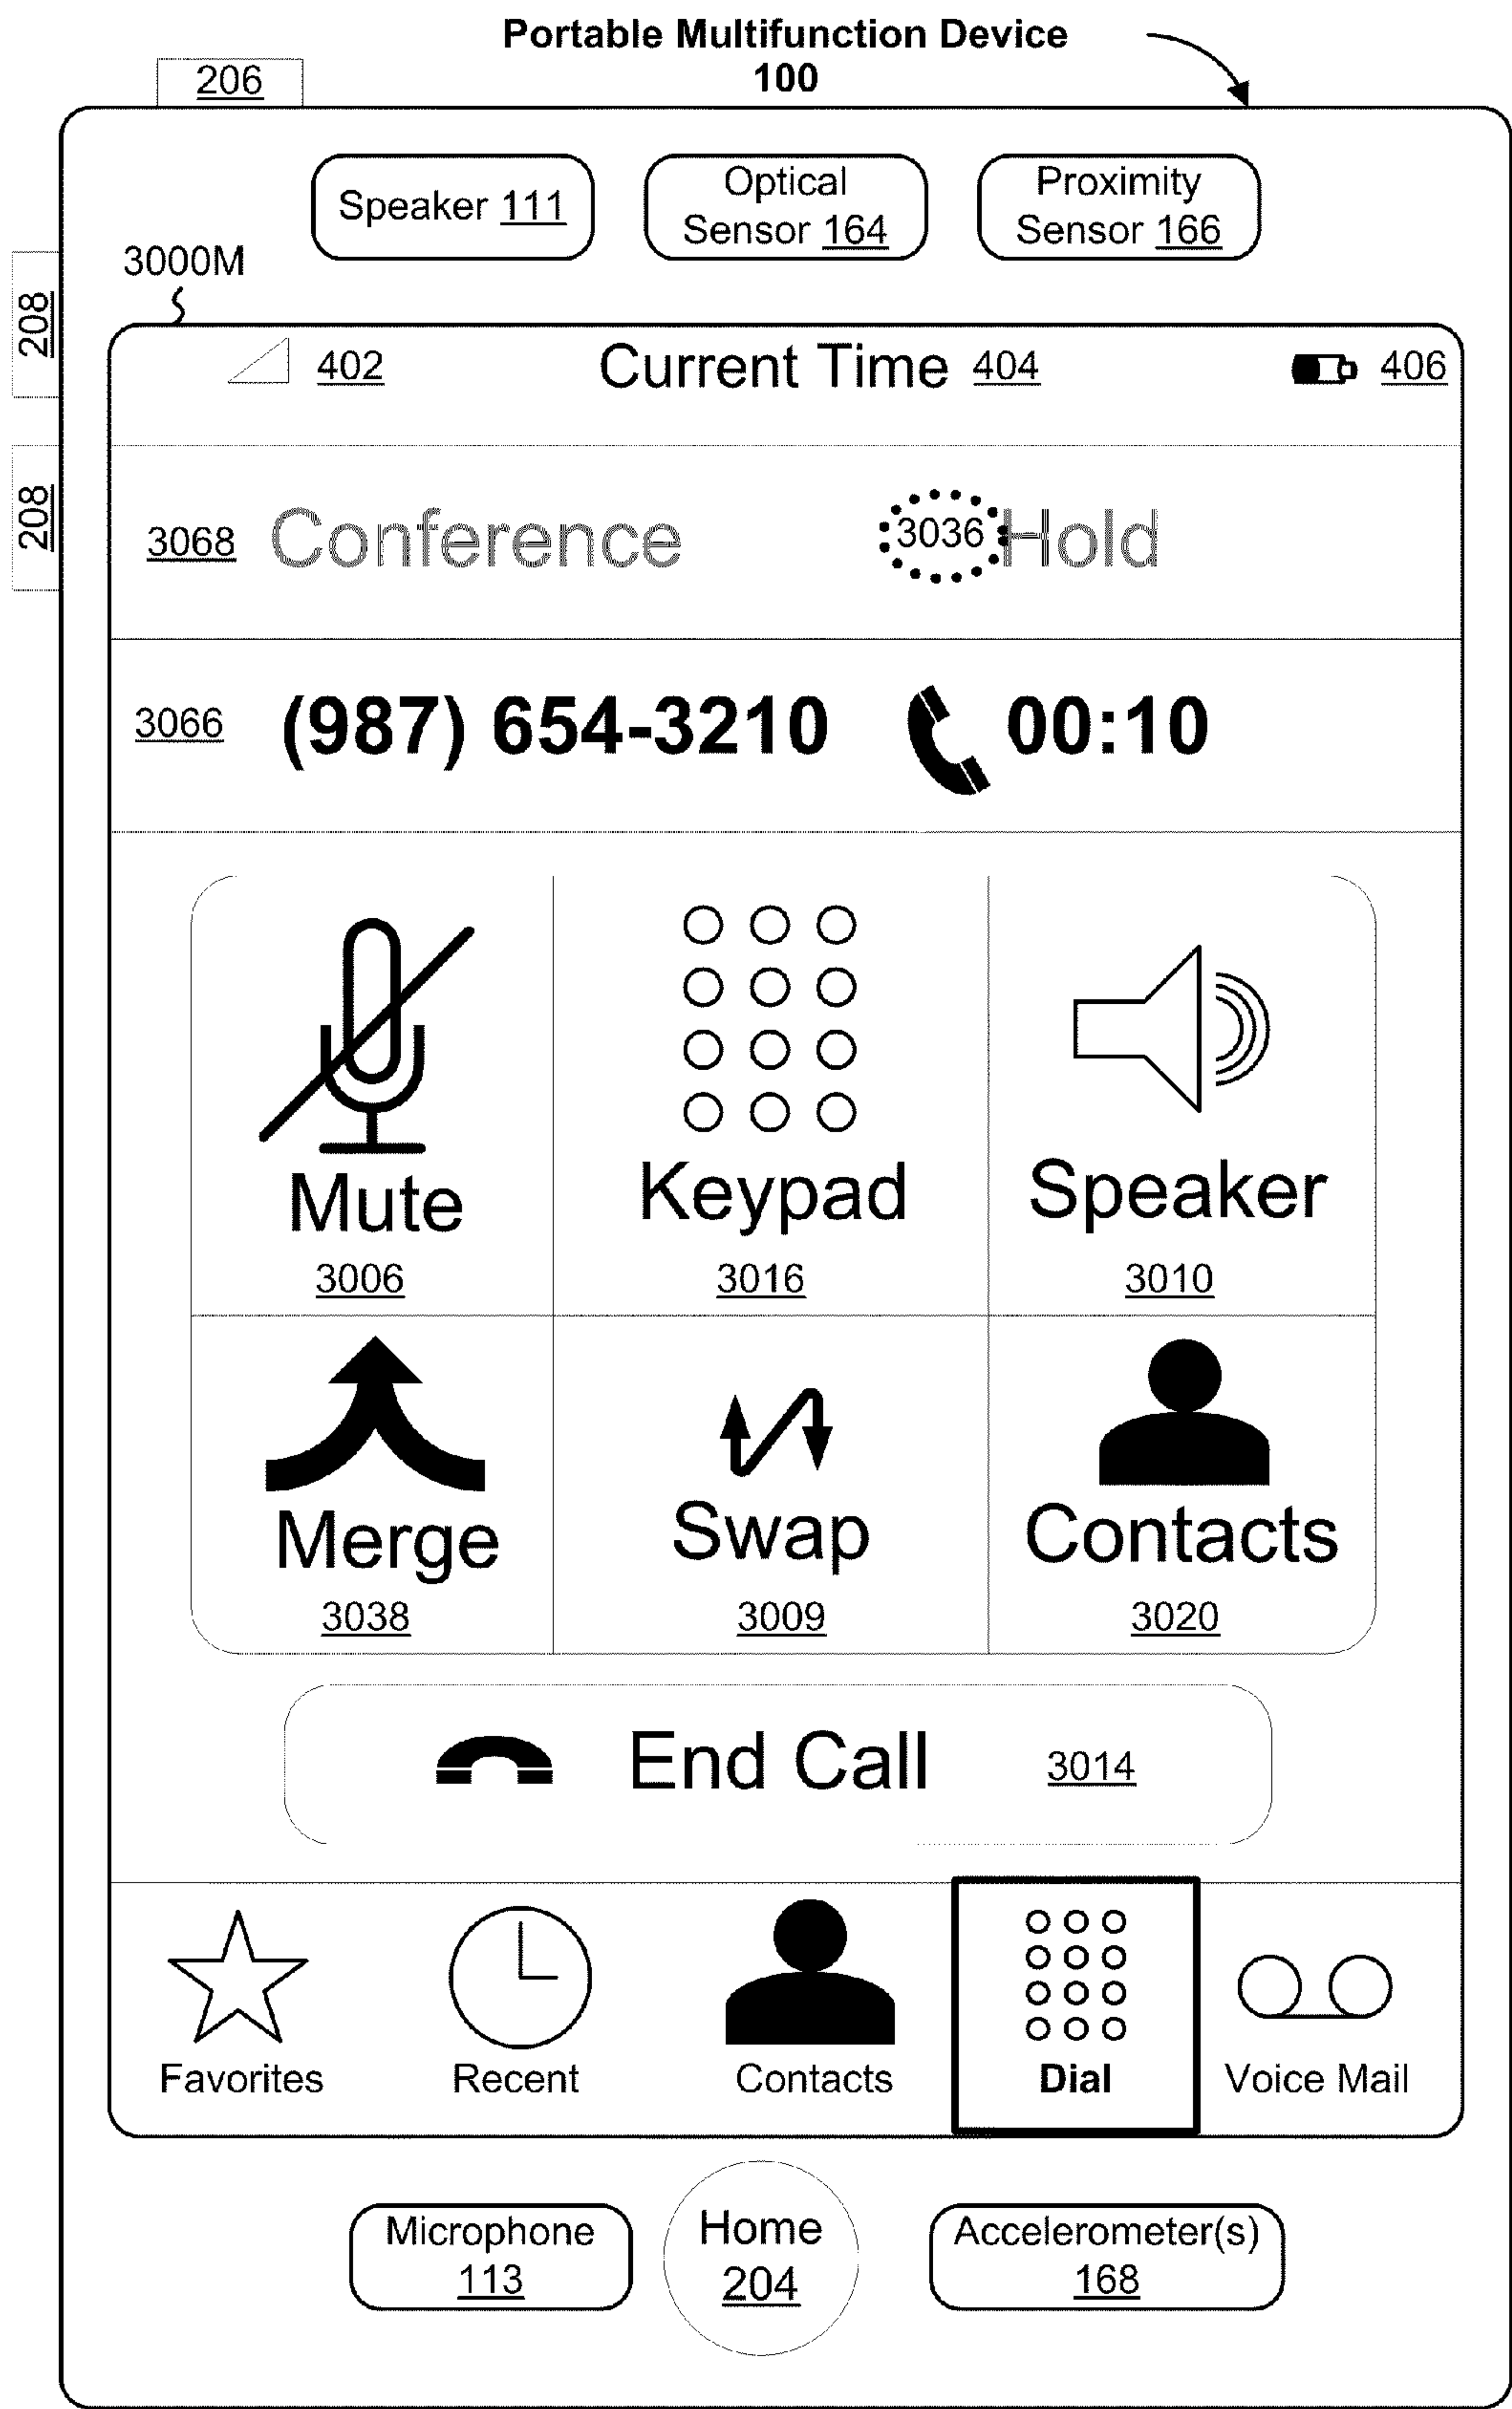 Portable Multifunction Device
100
206
Speaker 111
Optical
Sensor 164
Proximity
Sensor 166
3000M
208
208
402 Current Time 404 406
3068 Conference 3036 Hold
3066 (987) 654-3210 00:10
Mute Keypad Speaker
3006 3016 3010
Merge Swap Contacts
3038 3009 3020
End Call 3014
Favorites Recent Contacts Dial Voice Mail
Microphone
113
Home
204
Accelerometer(s)
168